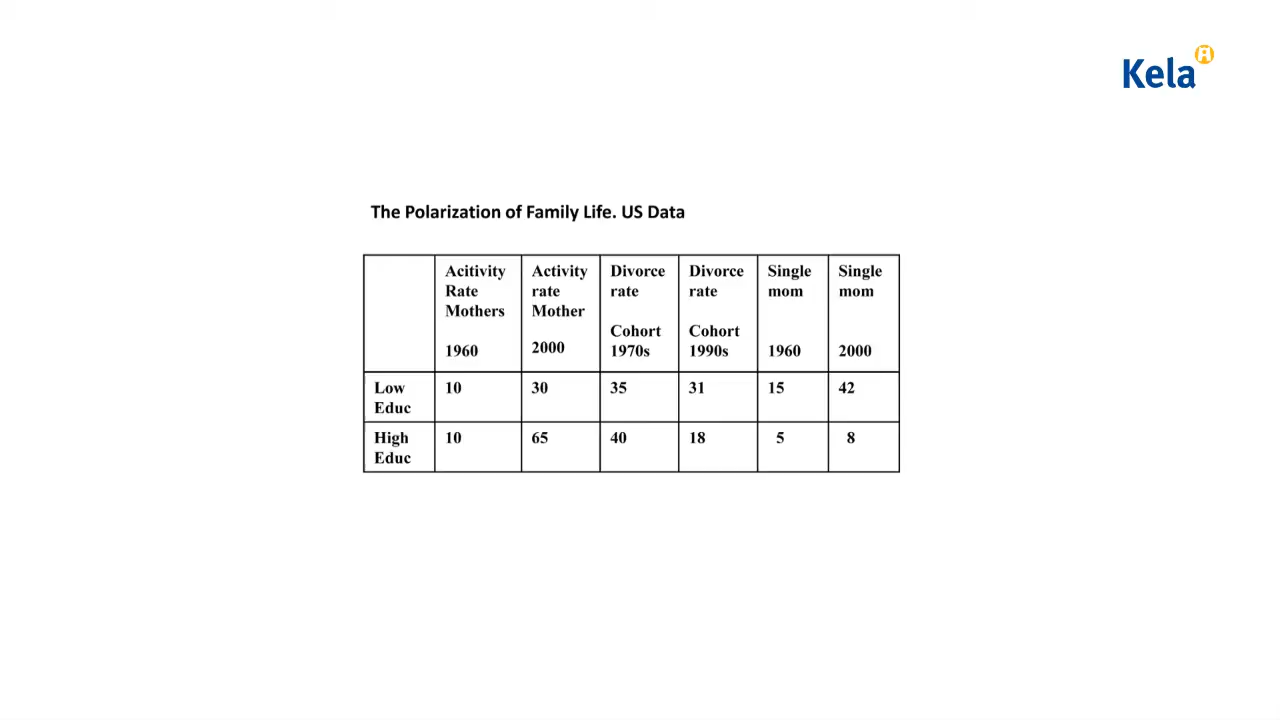 Kela
The Polarization of Family Life. US Data
Acitivity Rate Mothers 1960 | Activity rate Mother 2000 | Divorce rate Cohort 1970s | Divorce rate Cohort 1990s | Single mom 1960 | Single mom 2000
Low Educ | 10 | 30 | 35 | 31 | 15 | 42
High Educ | 10 | 65 | 40 | 18 | 5 | 8